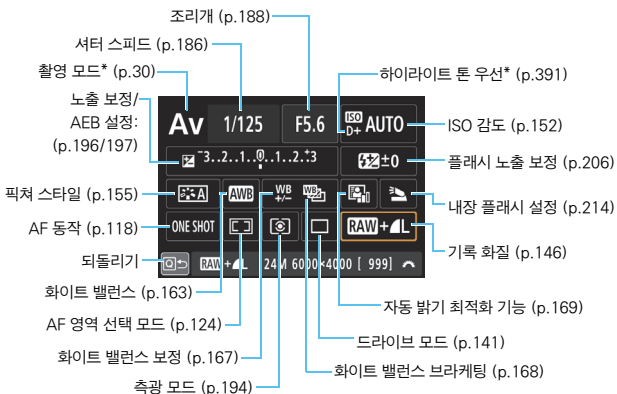 조리개 (p.188)
셔터 스피드 (p.186)
촬영 모드* (p.30)
하이라이트 톤 우선* (p.391)
노출 보정/
AEB 설정:
(p.196/197)
Av 1/125 F5.6 ISO D+ AUTO
ISO 감도 (p.152)
-3..2..1..0..1..2..+3 ±0
플래시 노출 보정 (p.206)
픽쳐 스타일 (p.155)
A AWB WB +/- WB
내장 플래시 설정 (p.214)
AF 동작 (p.118)
ONE SHOT RAW+L
기록 화질 (p.146)
되돌리기
Q RAW+L 24M 6000×4000 [ 999]
화이트 밸런스 (p.163)
자동 밝기 최적화 기능 (p.169)
AF 영역 선택 모드 (p.124)
드라이브 모드 (p.141)
화이트 밸런스 보정 (p.167)
화이트 밸런스 브라케팅 (p.168)
측광 모드 (p.194)